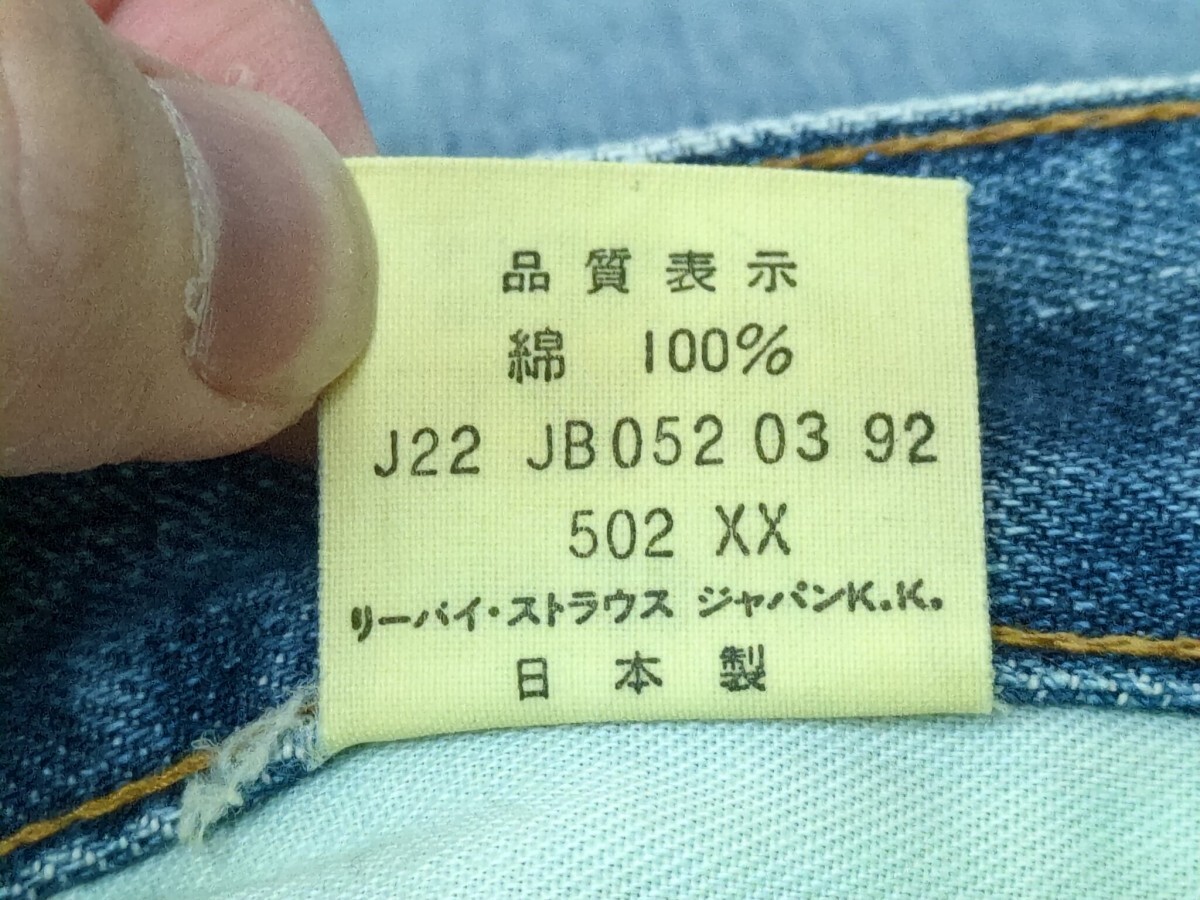 品質表示
綿 100%
J22 JB052 03 92
502 XX
リーバイ・ストラウス ジャパンK.K.
日本製